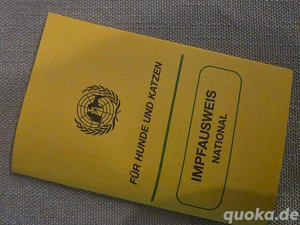 FÜR HUNDE UND KATZEN
IMPFAUSWEIS
NATIONAL
quoka.de